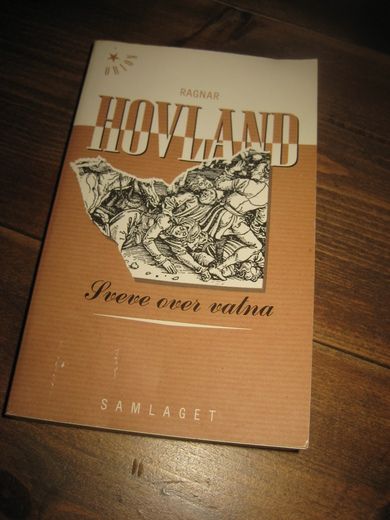 RAGNAR
HOVLAND
Sveve over vatna
SAMLAGET